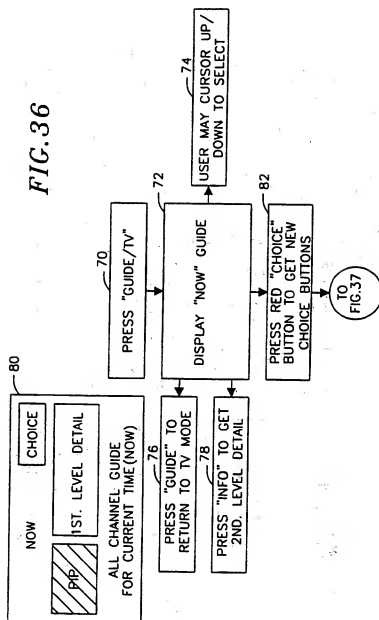 FIG.36
80
NOW
CHOICE
PIP
1ST. LEVEL DETAIL
ALL CHANNEL GUIDE
FOR CURRENT TIME(NOW)
70
PRESS "GUIDE/TV"
72
DISPLAY "NOW" GUIDE
74
USER MAY CURSOR UP/
DOWN TO SELECT
76
PRESS "GUIDE" TO
RETURN TO TV MODE
78
PRESS "INFO" TO GET
2ND. LEVEL DETAIL
82
PRESS RED "CHOICE"
BUTTON TO GET NEW
CHOICE BUTTONS
TO
FIG.37